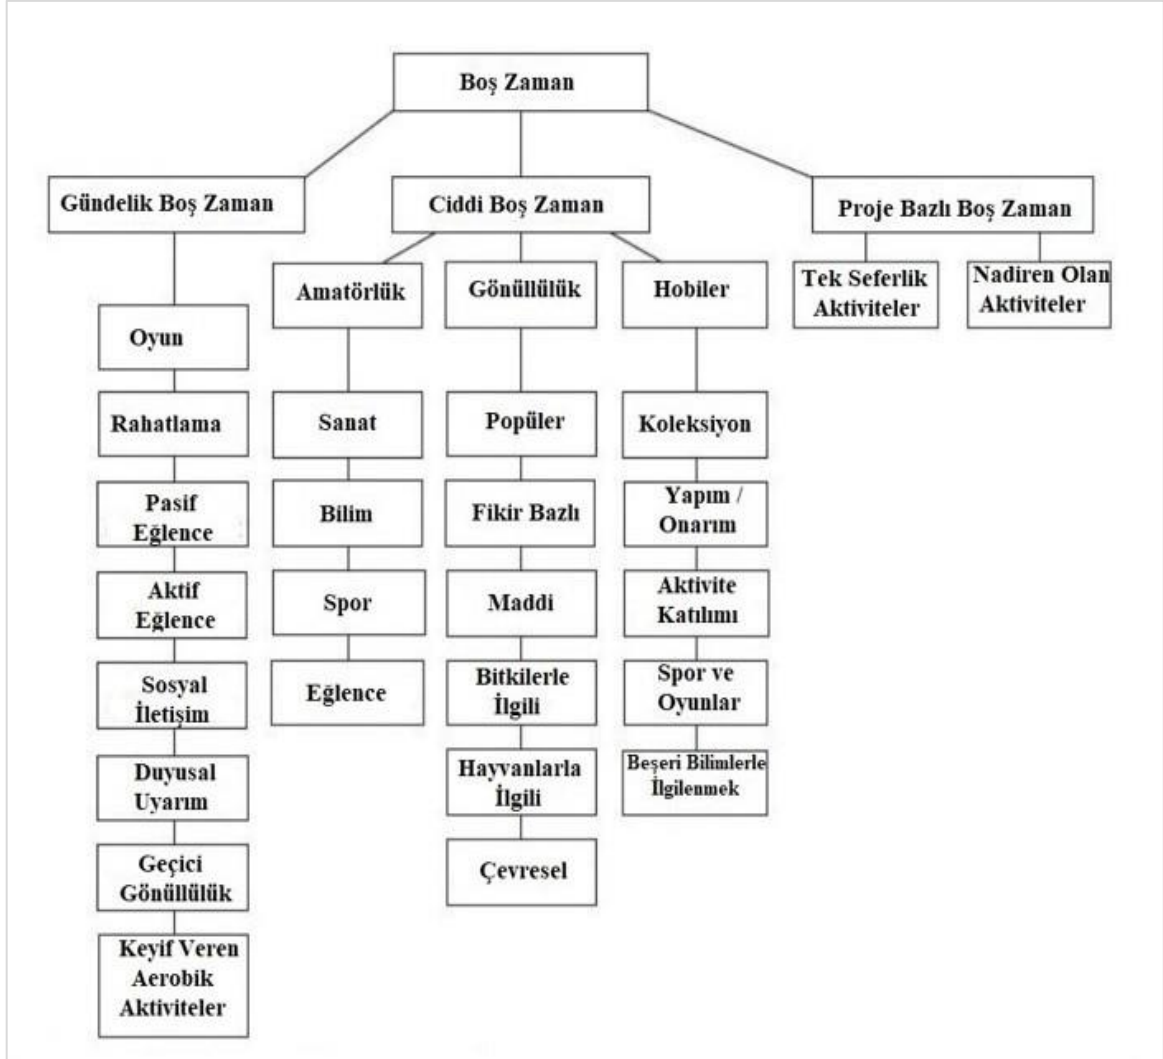 Boş Zaman
Gündelik Boş Zaman
Ciddi Boş Zaman
Proje Bazlı Boş Zaman
Oyun
Rahatlama
Pasif
Eğlence
Aktif
Eğlence
Sosyal
İletişim
Duyusal
Uyarım
Geçici
Gönüllülük
Keyif Veren
Aerobik
Aktiviteler
Amatörlük
Sanat
Bilim
Spor
Eğlence
Gönüllülük
Popüler
Fikir Bazlı
Maddi
Bitkilerle
İlgili
Hayvanlarla
İlgili
Çevresel
Hobiler
Koleksiyon
Yapım /
Onarım
Aktivite
Katılımı
Spor ve
Oyunlar
Beşeri Bilimlerle
İlgilenmek
Tek Seferlik
Aktiviteler
Nadiren Olan
Aktiviteler